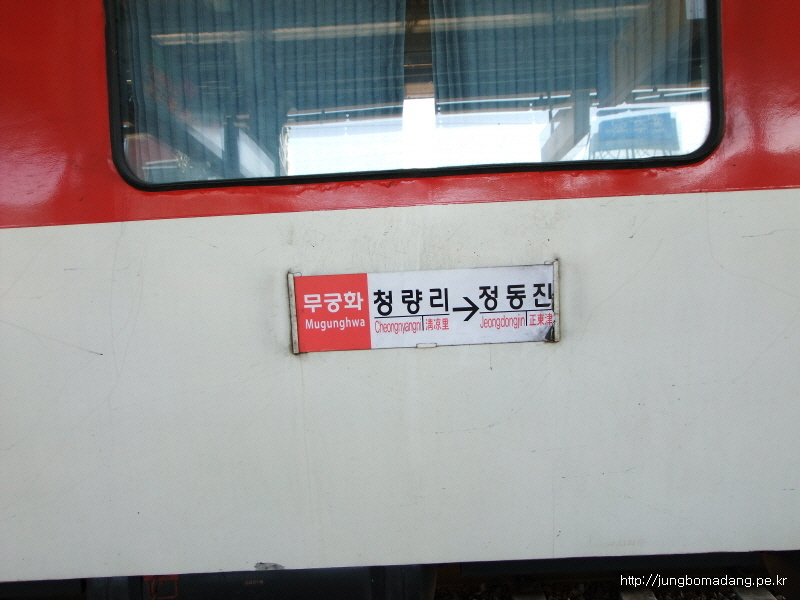 무궁화
Mugunghwa
청량리 → 정동진
Cheongnyangni 淸凉里 Jeongdongjin 正東津
http://jungbomadang.pe.kr